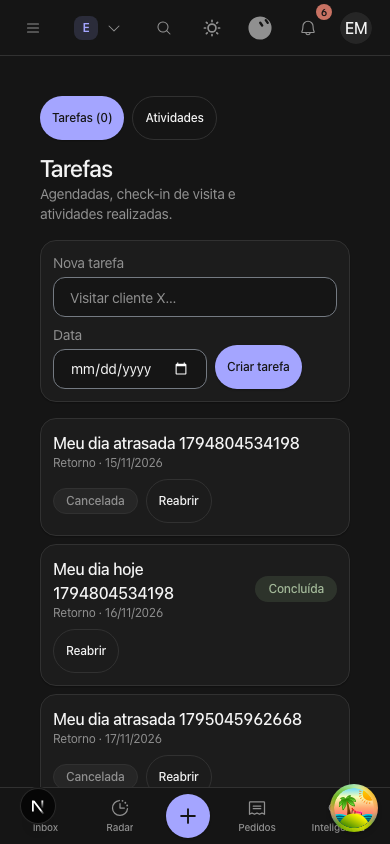 E
6
EM
Tarefas (0)
Atividades
Tarefas
Agendadas, check-in de visita e
atividades realizadas.
Nova tarefa
Visitar cliente X...
Data
mm/dd/yyyy
Criar tarefa
Meu dia atrasada 1794804534198
Retorno · 15/11/2026
Cancelada
Reabrir
Meu dia hoje
1794804534198
Retorno · 16/11/2026
Concluída
Reabrir
Meu dia atrasada 1795045962668
Retorno · 17/11/2026
Cancelada
Reabrir
N
Inbox
Radar
Pedidos